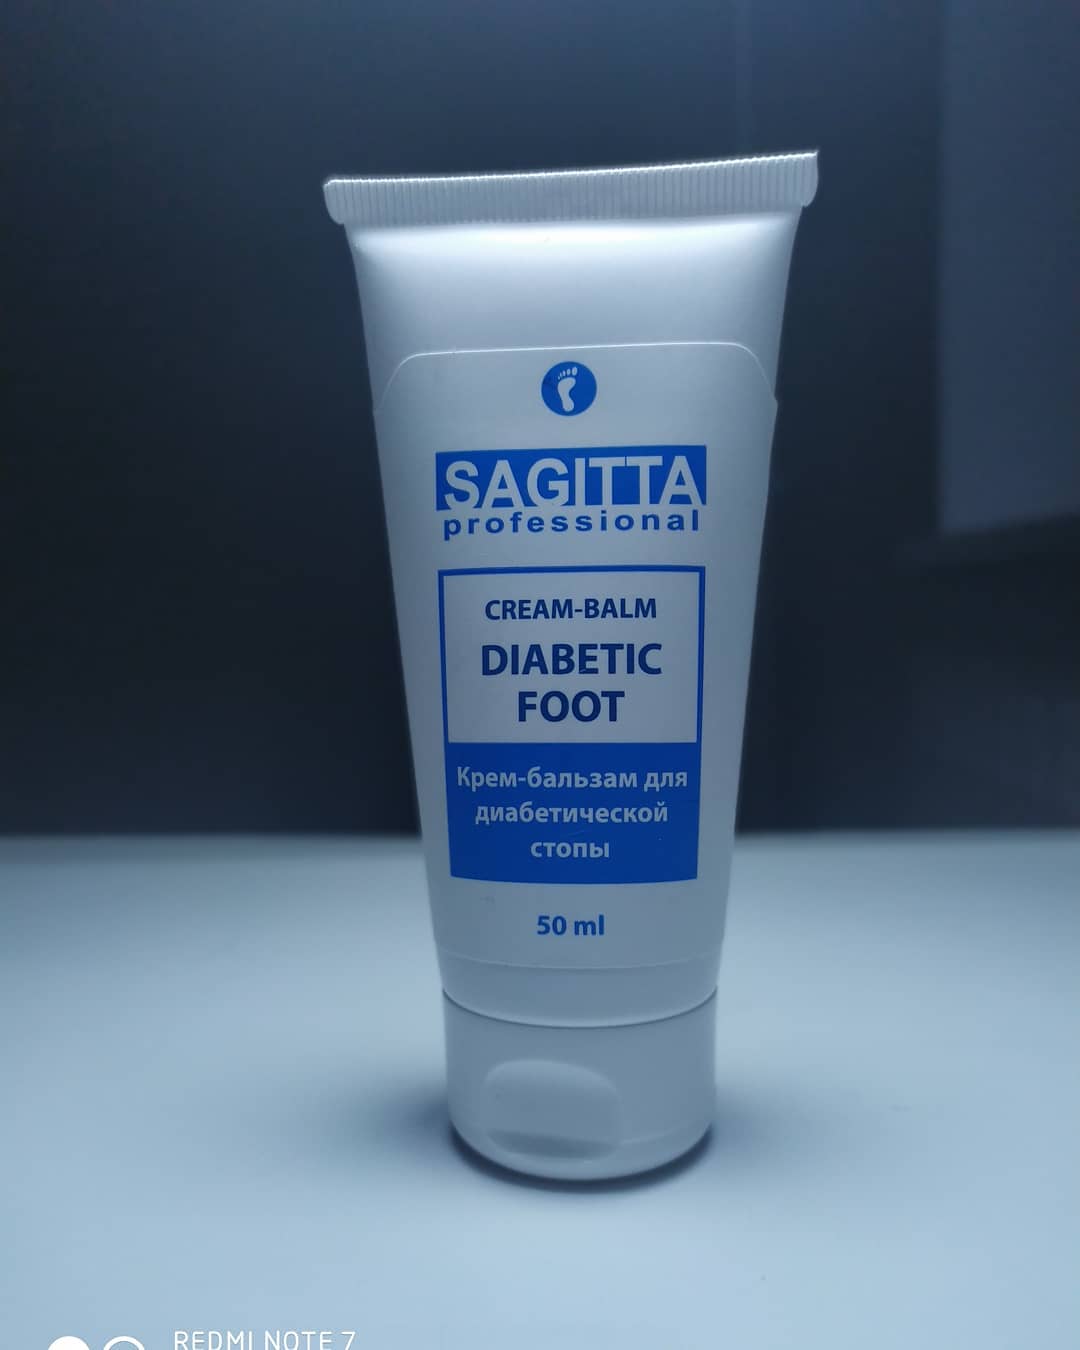 SAGITTA
professional
CREAM-BALM
DIABETIC
FOOT
Крем-бальзам для
диабетической
стопы
50 ml
REDMI NOTE 7